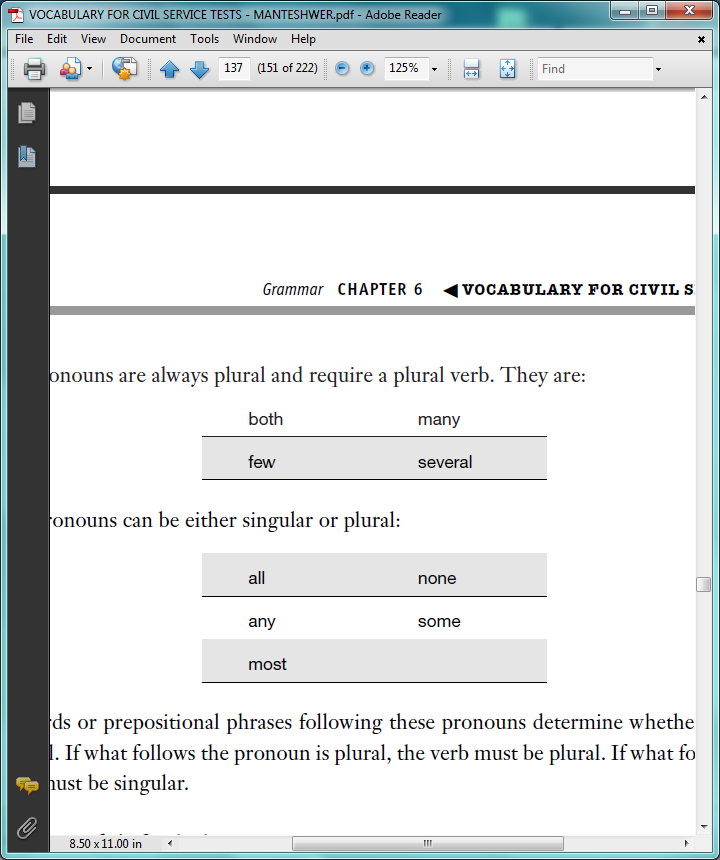 VOCABULARY FOR CIVIL SERVICE TESTS - MANTESHWER.pdf - Adobe Reader
File Edit View Document Tools Window Help
137 (151 of 222) 125% Find
Grammar CHAPTER 6 VOCABULARY FOR CIVIL S
onouns are always plural and require a plural verb. They are:
both many
few several
ronouns can be either singular or plural:
all none
any some
most
rds or prepositional phrases following these pronouns determine whethe
l. If what follows the pronoun is plural, the verb must be plural. If what fo
must be singular.
8.50 x 11.00 in